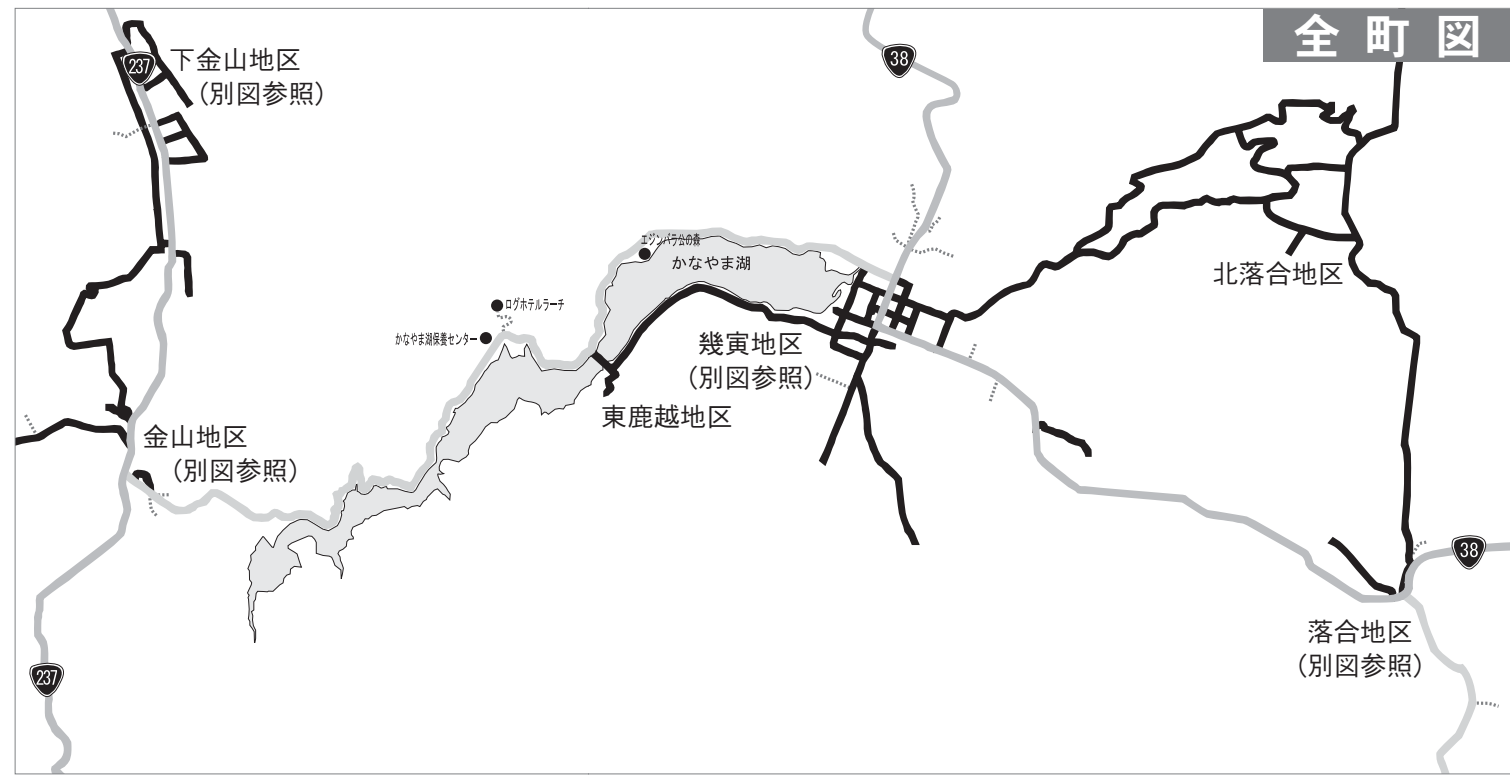 全町図
237
下金山地区
（別図参照）
38
エジンバラ公の森
かなやま湖
北落合地区
ログホテルラーチ
かなやま湖保養センター
幾寅地区
（別図参照）
東鹿越地区
金山地区
（別図参照）
38
落合地区
（別図参照）
237